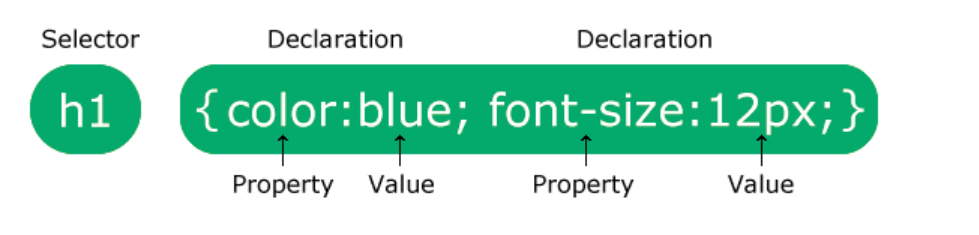 Selector Declaration Declaration
h1 {color:blue; font-size:12px;}
Property Value Property Value